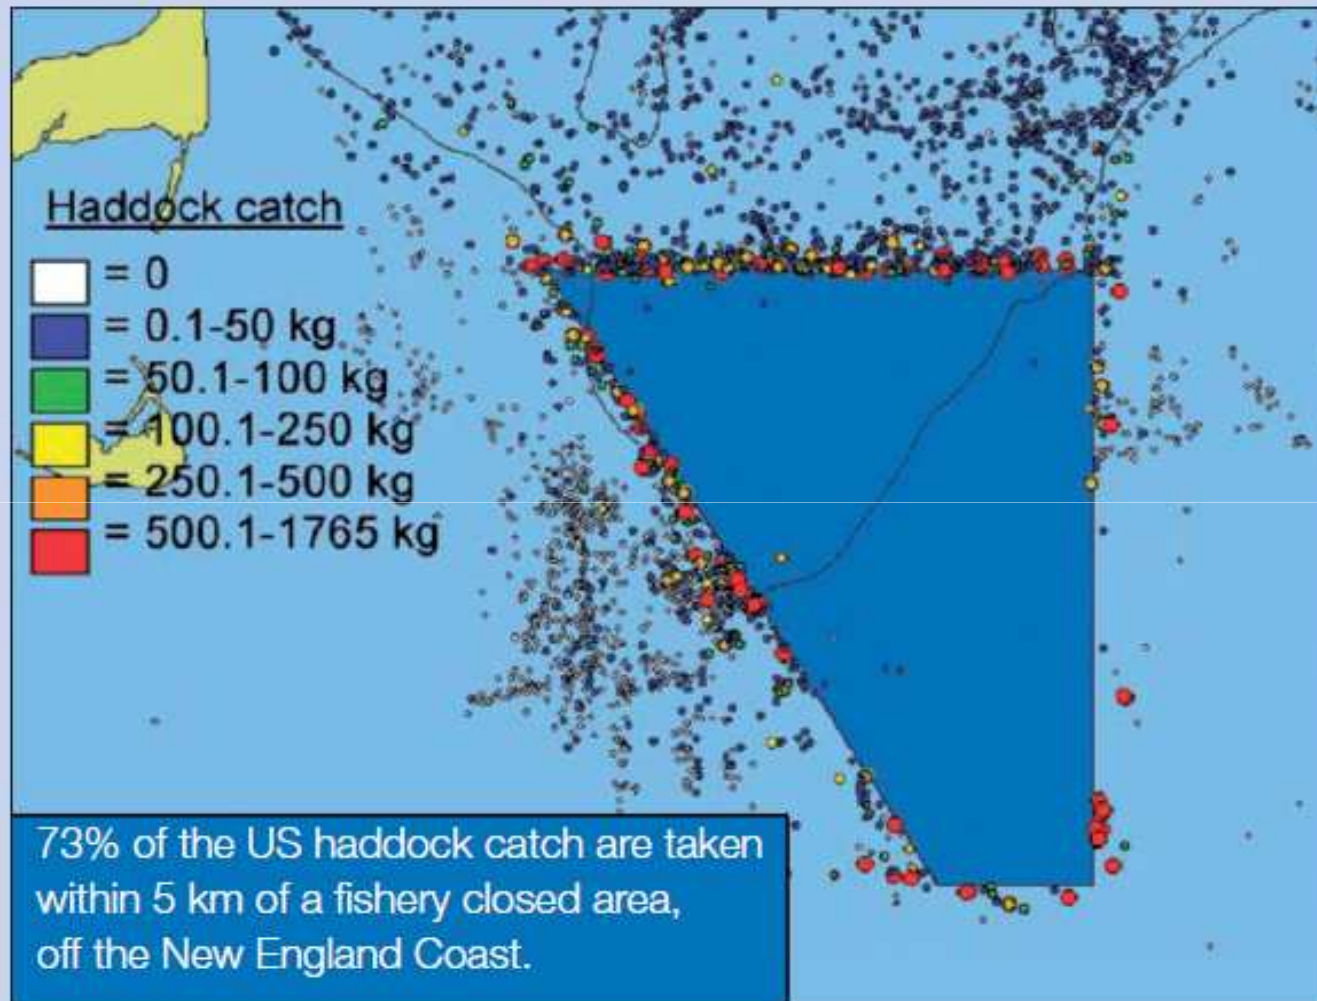 Haddock catch
= 0
= 0.1-50 kg
= 50.1-100 kg
= 100.1-250 kg
= 250.1-500 kg
= 500.1-1765 kg
73% of the US haddock catch are taken
within 5 km of a fishery closed area,
off the New England Coast.